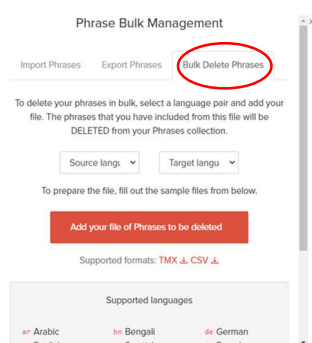 Phrase Bulk Management
Import Phrases Export Phrases Bulk Delete Phrases
To delete your phrases in bulk, select a language pair and add your
file. The phrases that you have included from this file will be
DELETED from your Phrases collection.
Source langu Target langu
To prepare the file, fill out the sample files from below.
Add your file of Phrases to be deleted
Supported formats: TMX CSV
Supported languages
ar Arabic bn Bengali de German